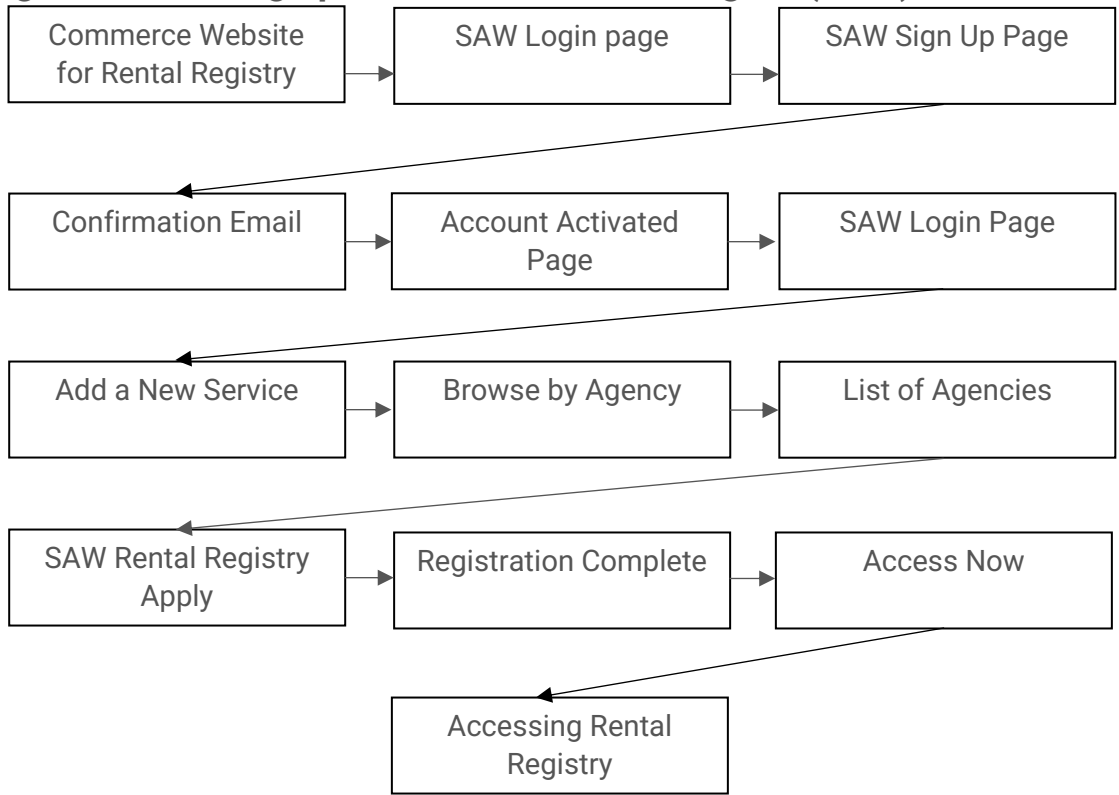 Commerce Website
for Rental Registry
SAW Login page
SAW Sign Up Page
Confirmation Email
Account Activated
Page
SAW Login Page
Add a New Service
Browse by Agency
List of Agencies
SAW Rental Registry
Apply
Registration Complete
Access Now
Accessing Rental
Registry